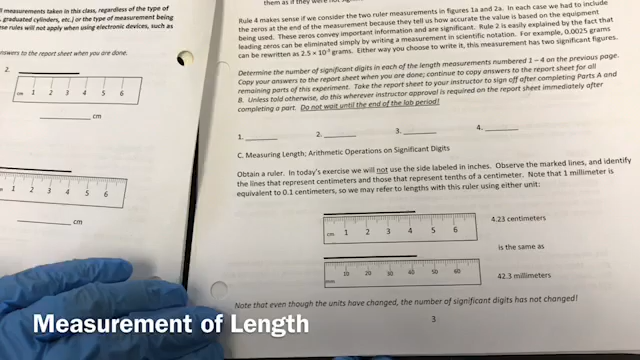 them as if they were
ll measurements taken in this class, regardless of the type of
, graduated cylinders, etc.) or the type of measurement being
se rules will not apply when using electronic devices, such as
nswers to the report sheet when you are done.
2.
cm 1 2 3 4 5 6
cm
1 2 3 4 5 6
cm
Rule 4 makes sense if we consider the two ruler measurements in figures 1a and 2a. In each case we had to include
the zeros at the end of the measurement because they tell us how accurate the value is based on the equipment
being used. These zeros convey important information and are significant. Rule 2 is easily explained by the fact that
leading zeros can be eliminated simply by writing a measurement in scientific notation. For example, 0.0025 grams
can be rewritten as 2.5 × 10⁻³ grams. Either way you choose to write it, this measurement has two significant figures.
Determine the number of significant digits in each of the length measurements numbered 1 – 4 on the previous page.
Copy your answers to the report sheet when you are done; continue to copy answers to the report sheet for all
remaining parts of this experiment. Take the report sheet to your instructor to sign off after completing Parts A and
B. Unless told otherwise, do this wherever instructor approval is required on the report sheet immediately after
completing a part. Do not wait until the end of the lab period!
1. 2. 3. 4.
C. Measuring Length; Arithmetic Operations on Significant Digits
Obtain a ruler. In today's exercise we will not use the side labeled in inches. Observe the marked lines, and identify
the lines that represent centimeters and those that represent tenths of a centimeter. Note that 1 millimeter is
equivalent to 0.1 centimeters, so we may refer to lengths with this ruler using either unit:
cm 1 2 3 4 5 6
4.23 centimeters
is the same as
mm 10 20 30 40 50 60
42.3 millimeters
Note that even though the units have changed, the number of significant digits has not changed!
3
Measurement of Length